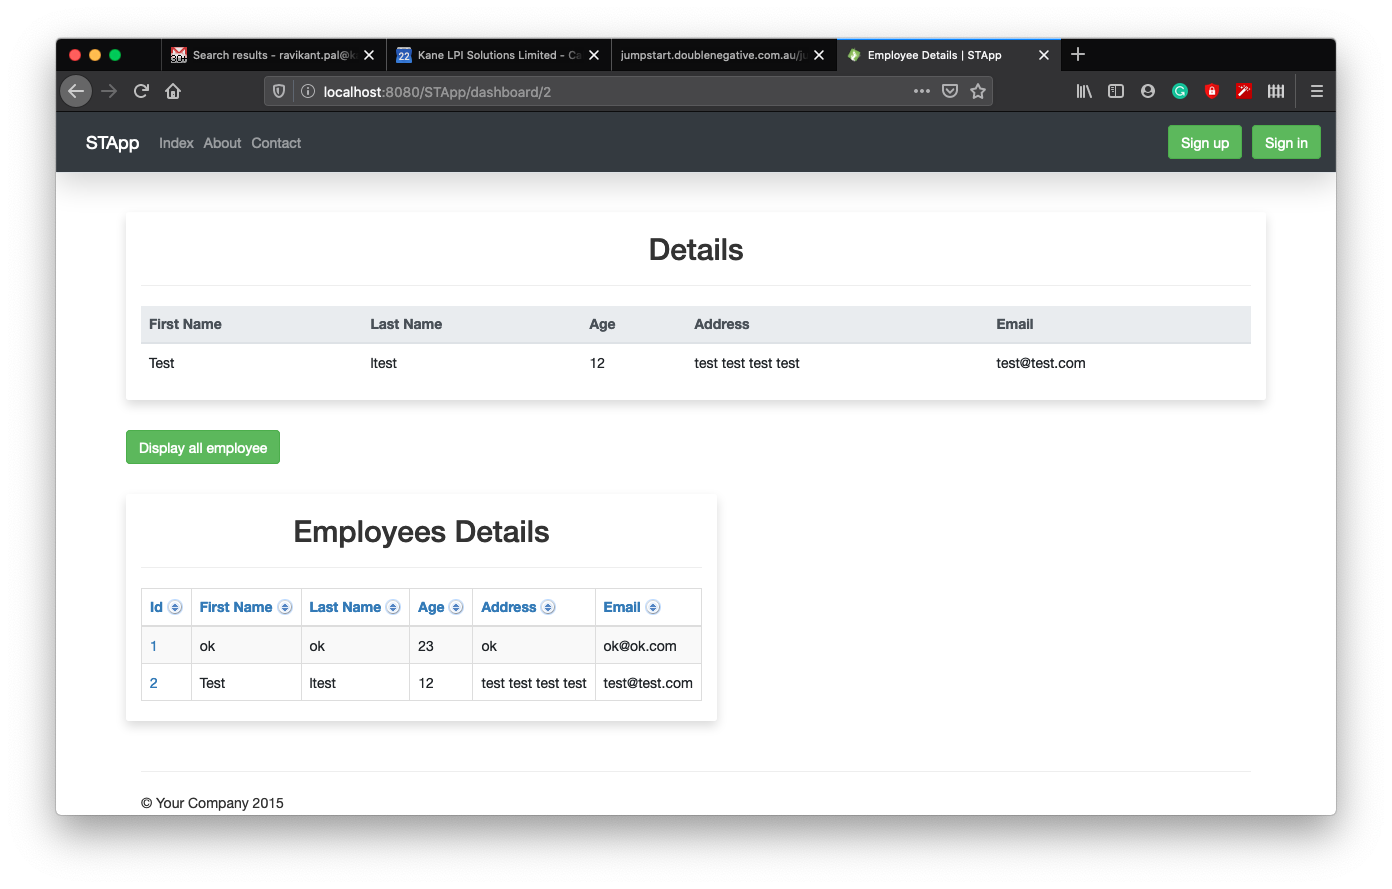 Search results - ravikant.pal@k
Kane LPI Solutions Limited - Ca
jumpstart.doublenegative.com.au/ju
Employee Details | STApp
localhost:8080/STApp/dashboard/2
STApp Index About Contact Sign up Sign in
Details
First Name Last Name Age Address Email
Test ltest 12 test test test test test@test.com
Display all employee
Employees Details
Id First Name Last Name Age Address Email
1 ok ok 23 ok ok@ok.com
2 Test ltest 12 test test test test test@test.com
© Your Company 2015